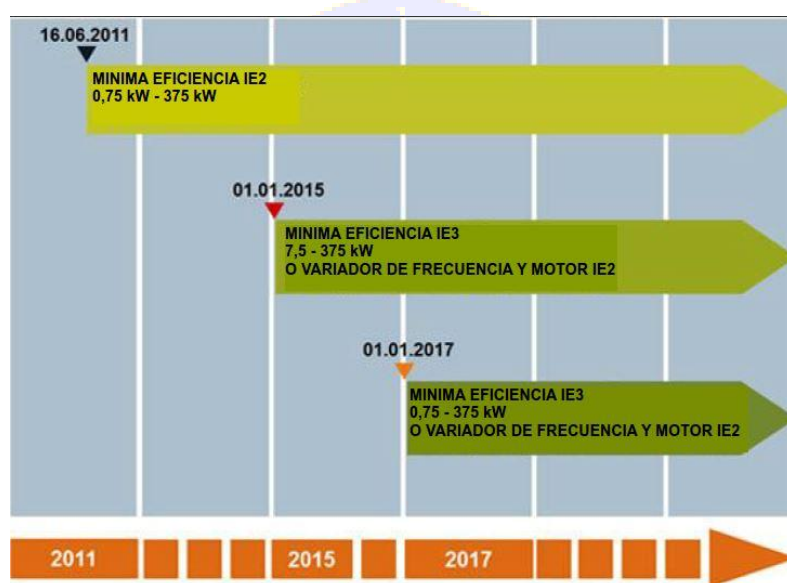 16.06.2011
MINIMA EFICIENCIA IE2
0,75 kW - 375 kW
01.01.2015
MINIMA EFICIENCIA IE3
7,5 - 375 kW
O VARIADOR DE FRECUENCIA Y MOTOR IE2
01.01.2017
MINIMA EFICIENCIA IE3
0,75 - 375 kW
O VARIADOR DE FRECUENCIA Y MOTOR IE2
2011
2015
2017